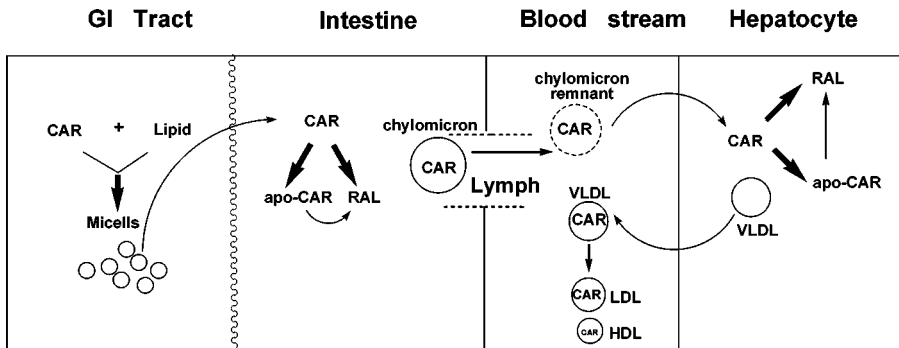 GI Tract
Intestine
Blood stream
Hepatocyte
CAR + Lipid
Micells
CAR
apo-CAR
RAL
chylomicron
CAR
Lymph
chylomicron
remnant
CAR
VLDL
CAR
CAR LDL
CAR HDL
RAL
CAR
apo-CAR
VLDL